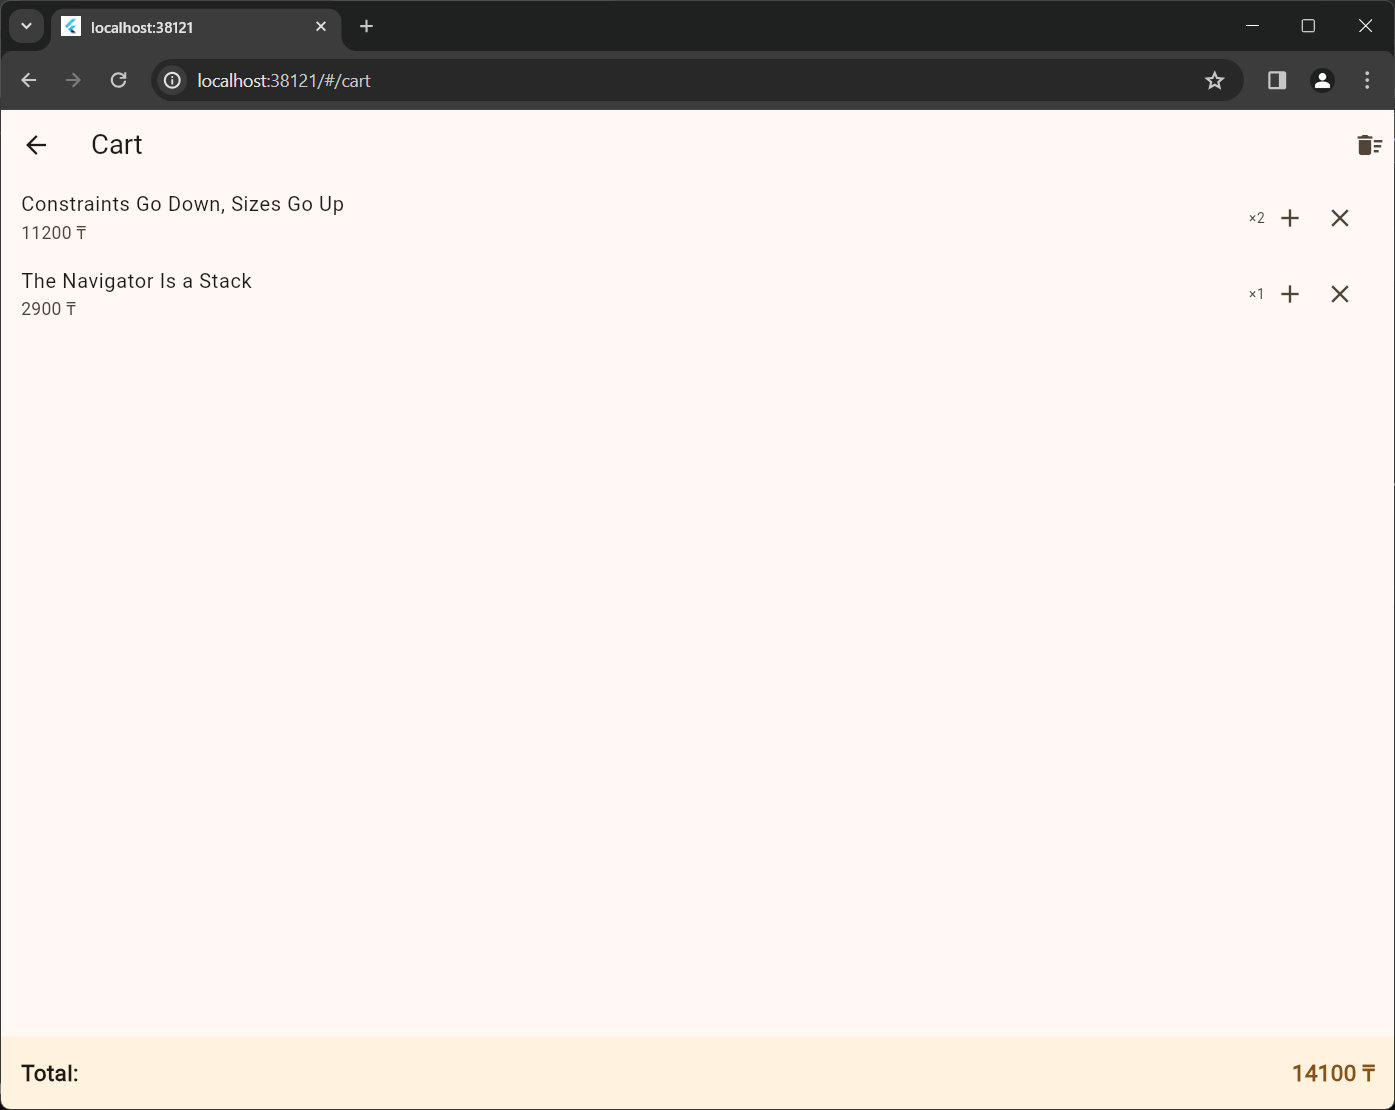 localhost:38121
localhost:38121/#/cart
Cart
Constraints Go Down, Sizes Go Up
11200 ₸
×2
The Navigator Is a Stack
2900 ₸
×1
Total:
14100 ₸